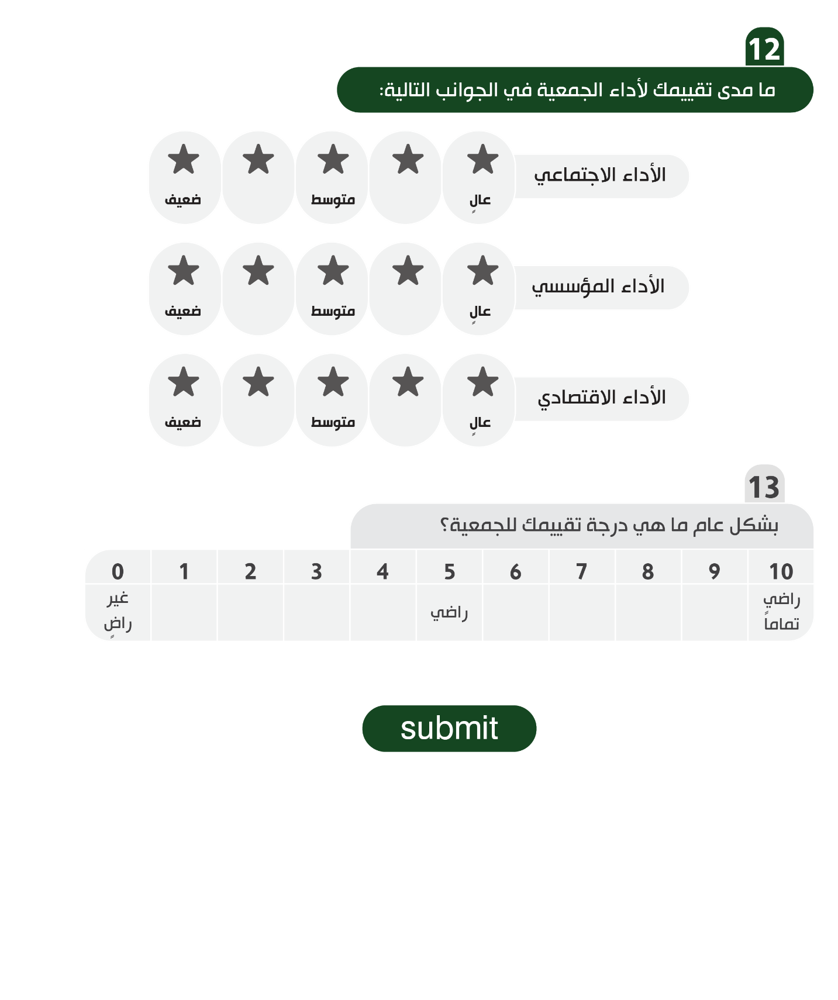 12
ما مدى تقييمك لأداء الجمعية في الجوانب التالية:
الأداء الاجتماعي
عالٍ متوسط ضعيف
الأداء المؤسسي
عالٍ متوسط ضعيف
الأداء الاقتصادي
عالٍ متوسط ضعيف
13
بشكل عام ما هي درجة تقييمك للجمعية؟
10 9 8 7 6 5 4 3 2 1 0
راضي تماماً راضي غير راضٍ
submit